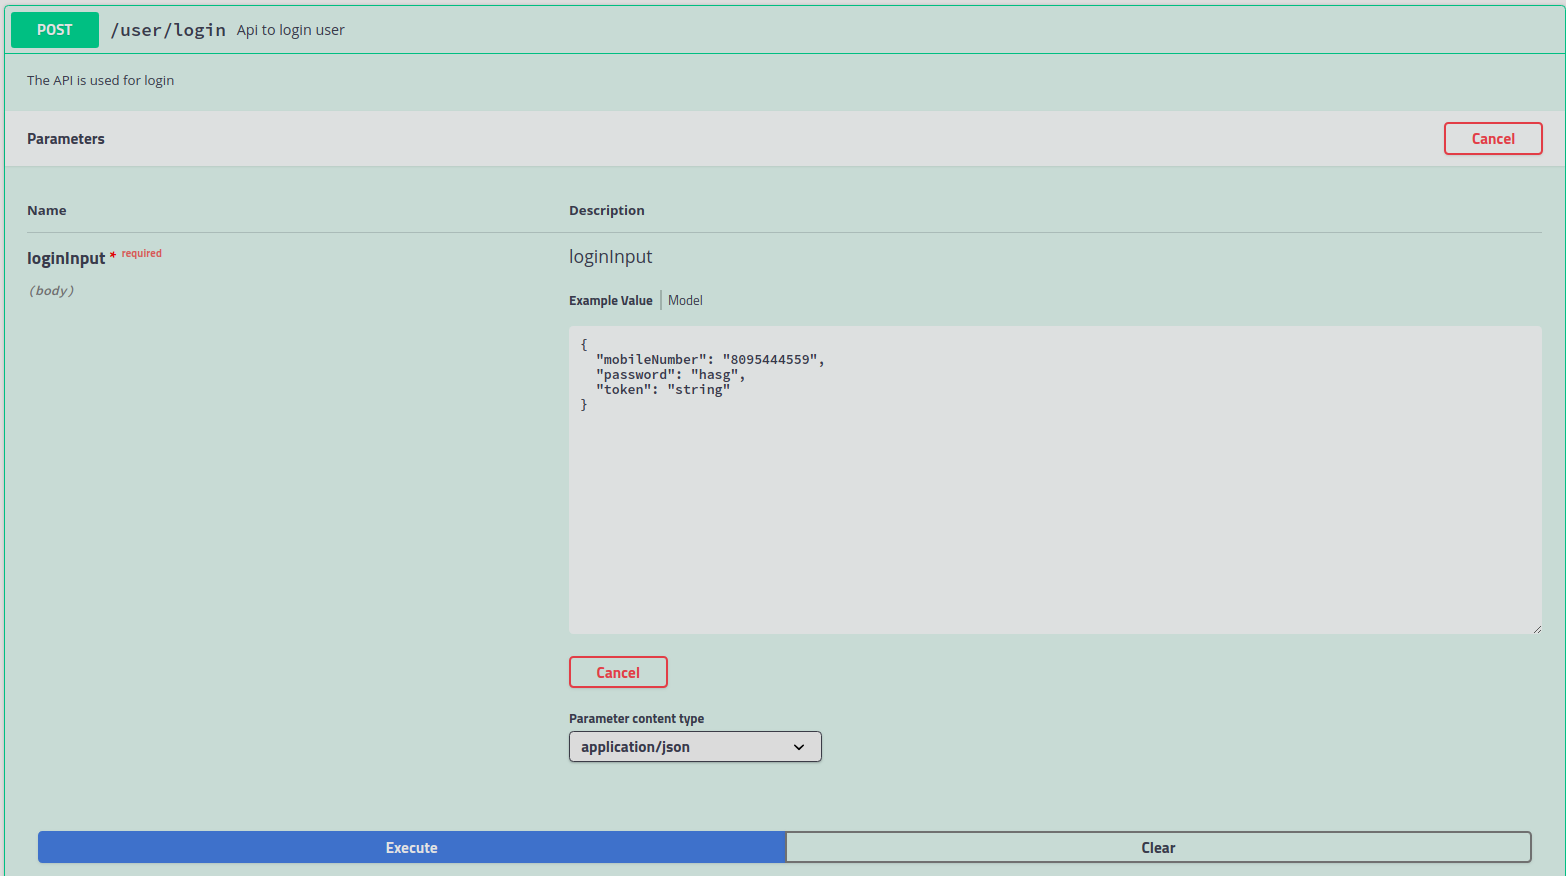 POST /user/login Api to login user
The API is used for login
Parameters Cancel
Name Description
loginInput * required loginInput
(body)
Example Value Model
{
"mobileNumber": "8095444559",
"password": "hasg",
"token": "string"
}
Cancel
Parameter content type
application/json
Execute Clear